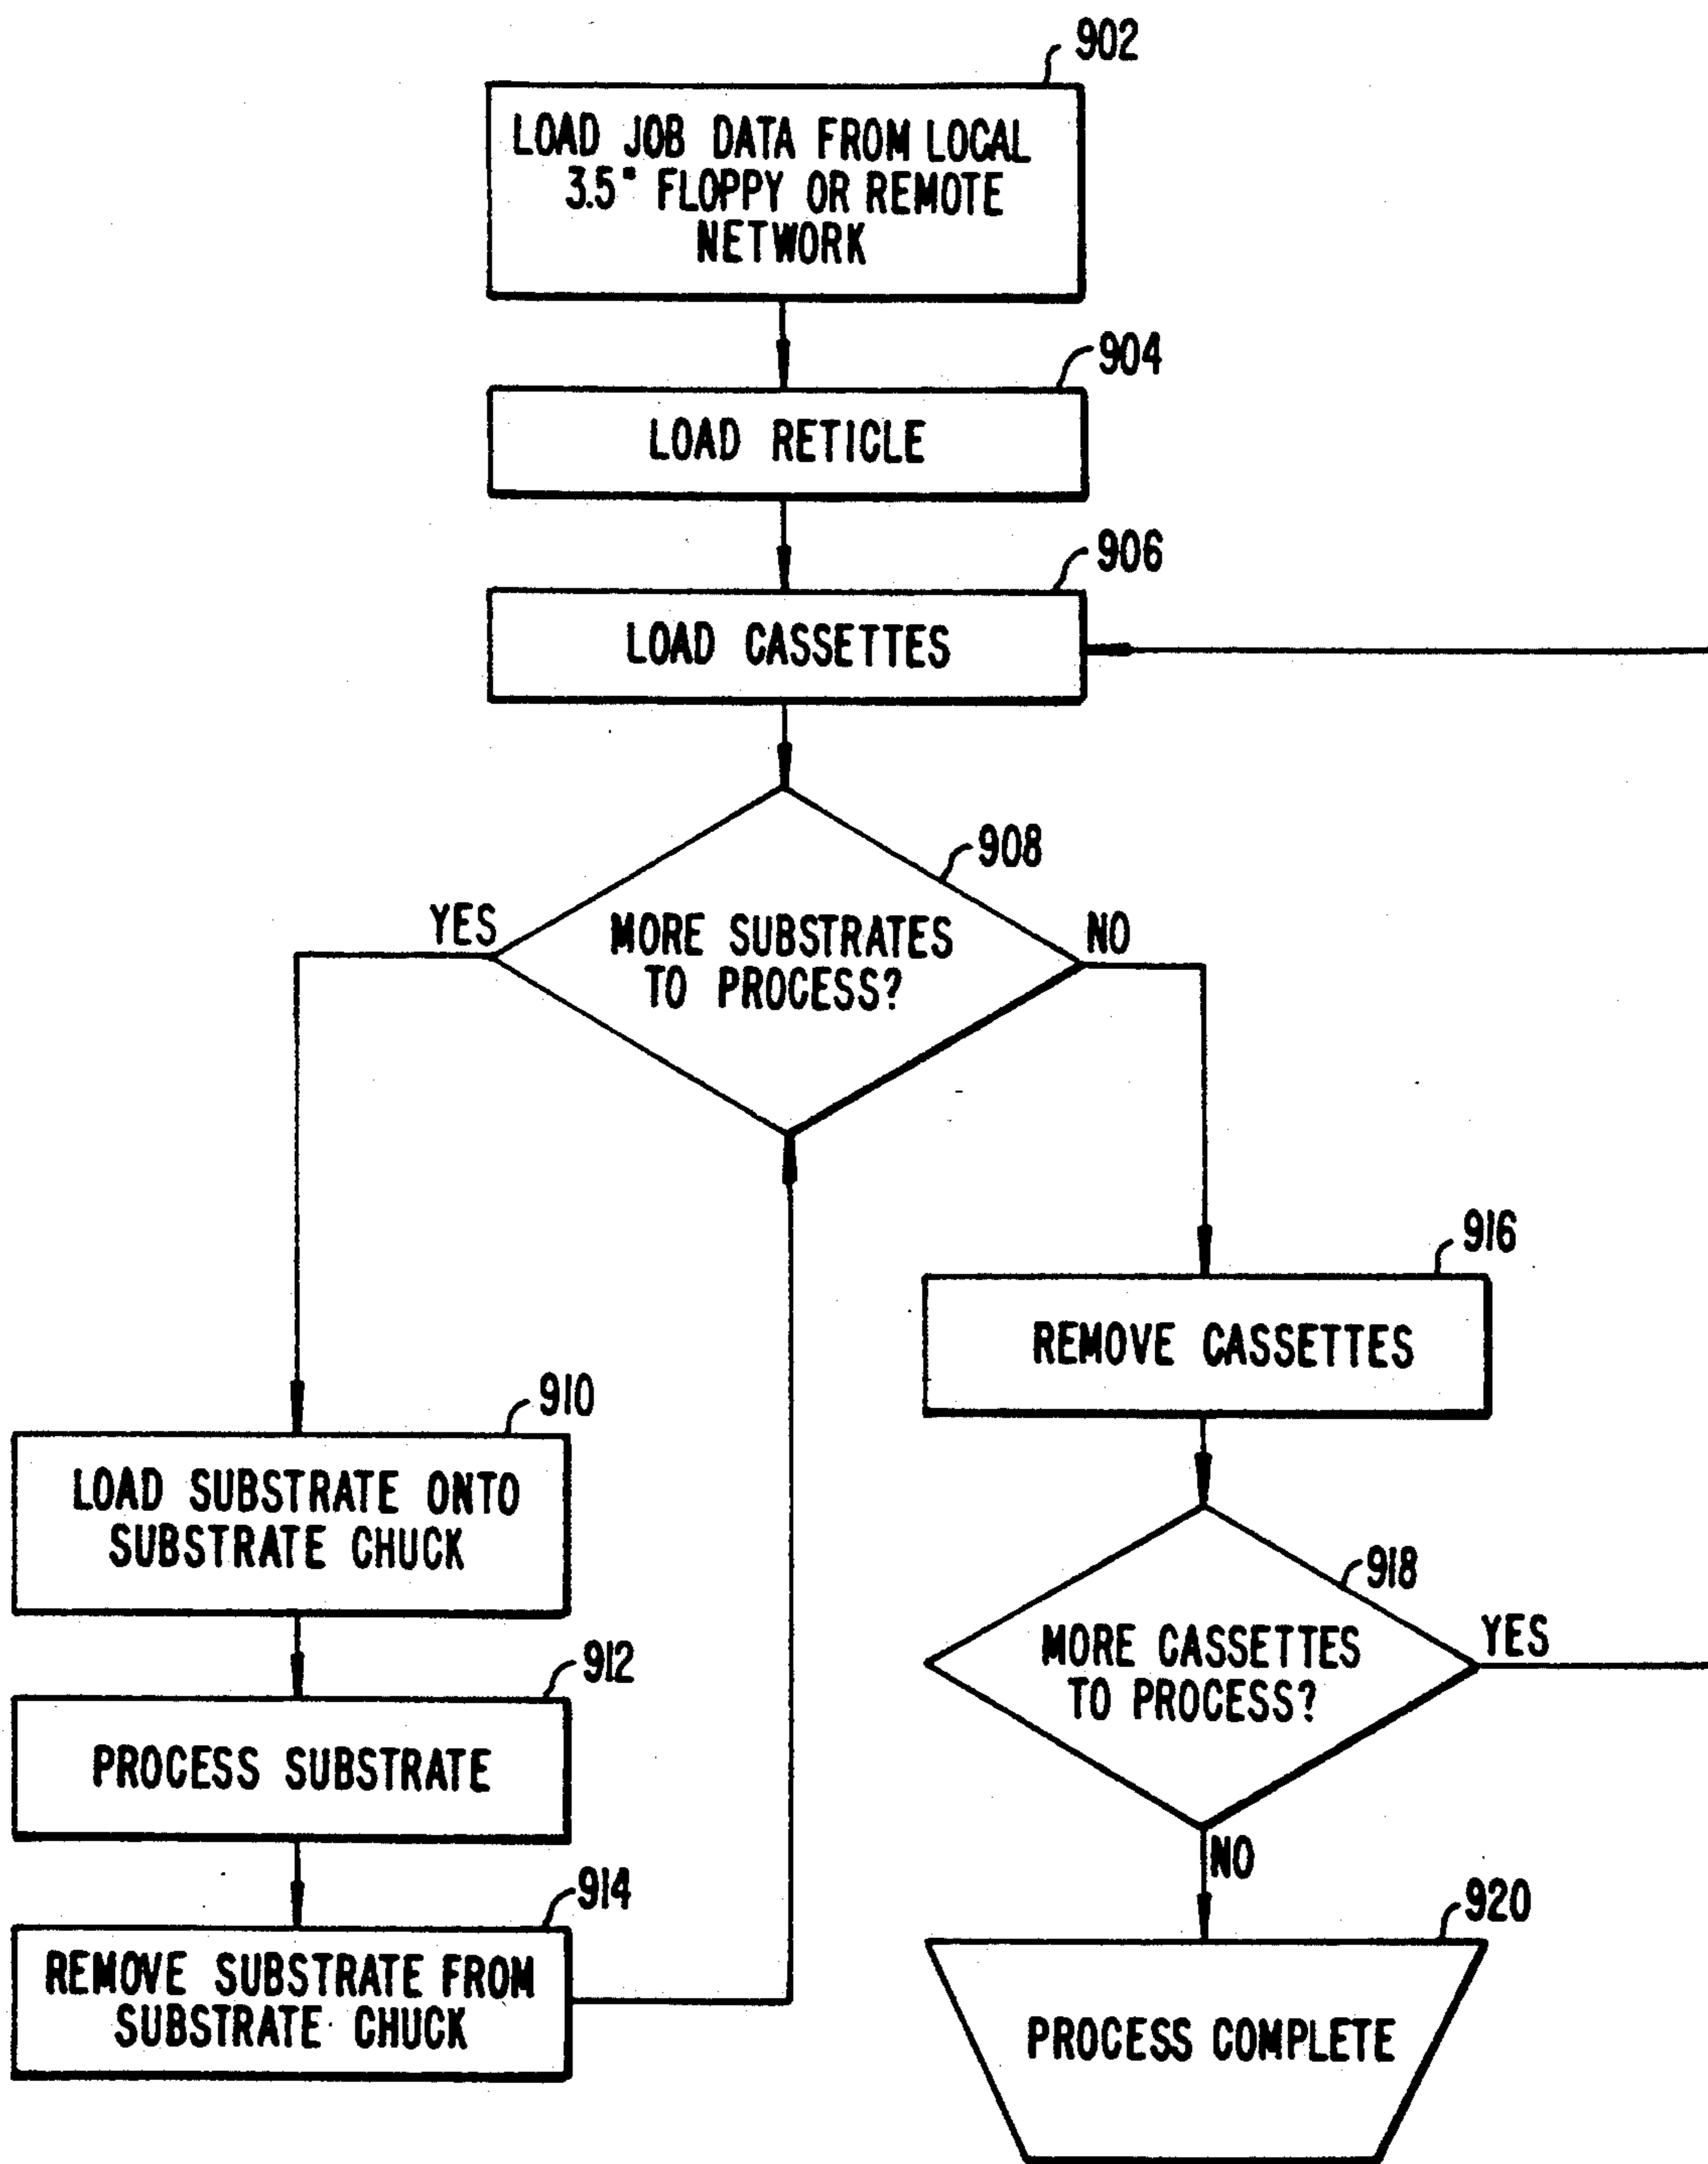 902
LOAD JOB DATA FROM LOCAL
3.5" FLOPPY OR REMOTE
NETWORK
904
LOAD RETICLE
906
LOAD CASSETTES
908
YES
MORE SUBSTRATES
TO PROCESS?
NO
910
LOAD SUBSTRATE ONTO
SUBSTRATE CHUCK
912
PROCESS SUBSTRATE
914
REMOVE SUBSTRATE FROM
SUBSTRATE CHUCK
916
REMOVE CASSETTES
918
MORE CASSETTES
TO PROCESS?
YES
NO
920
PROCESS COMPLETE